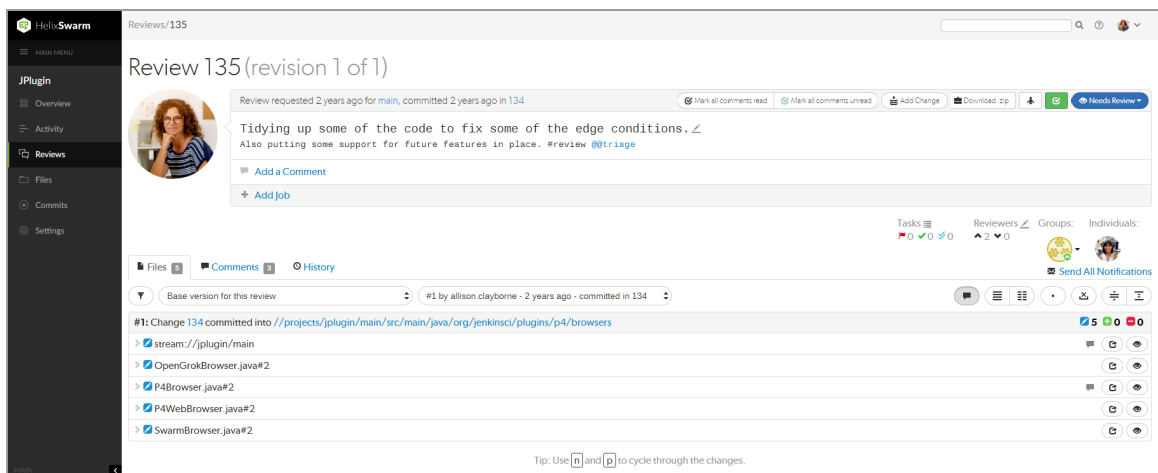 HelixSwarm
Reviews/135
MAIN MENU
JPlugin
Overview
Activity
Reviews
Files
Commits
Settings
MAIN
Review 135 (revision 1 of 1)
Review requested 2 years ago for main, committed 2 years ago in 134
Mark all comments read
Mark all comments unread
Add Change
Download .zip
Needs Review
Tidying up some of the code to fix some of the edge conditions.
Also putting some support for future features in place. #review @@triage
Add a Comment
Add Job
Tasks
0 0 0
Reviewers
2 0
Groups:
Individuals:
Send All Notifications
Files 5
Comments 3
History
Base version for this review
#1 by allison.clayborne - 2 years ago - committed in 134
#1: Change 134 committed into //projects/jplugin/main/src/main/java/org/jenkinsci/plugins/p4/browsers
5 0 0
stream://jplugin/main
OpenGrokBrowser.java#2
P4Browser.java#2
P4WebBrowser.java#2
SwarmBrowser.java#2
Tip: Use n and p to cycle through the changes.